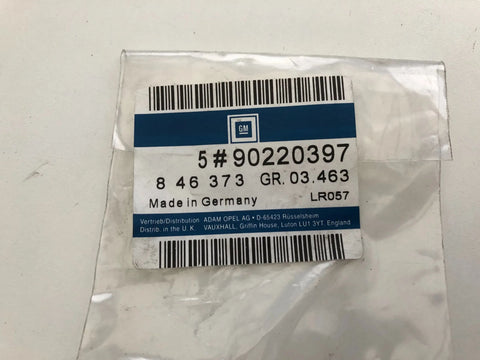 GM
5#90220397
8 46 373 GR. 03.463
Made in Germany LR057
Vertrieb/Distribution ADAM OPEL AG • D-65423 Rüsselsheim
Distrib. in the U.K. VAUXHALL, Griffin House, Luton LU1 3YT, England